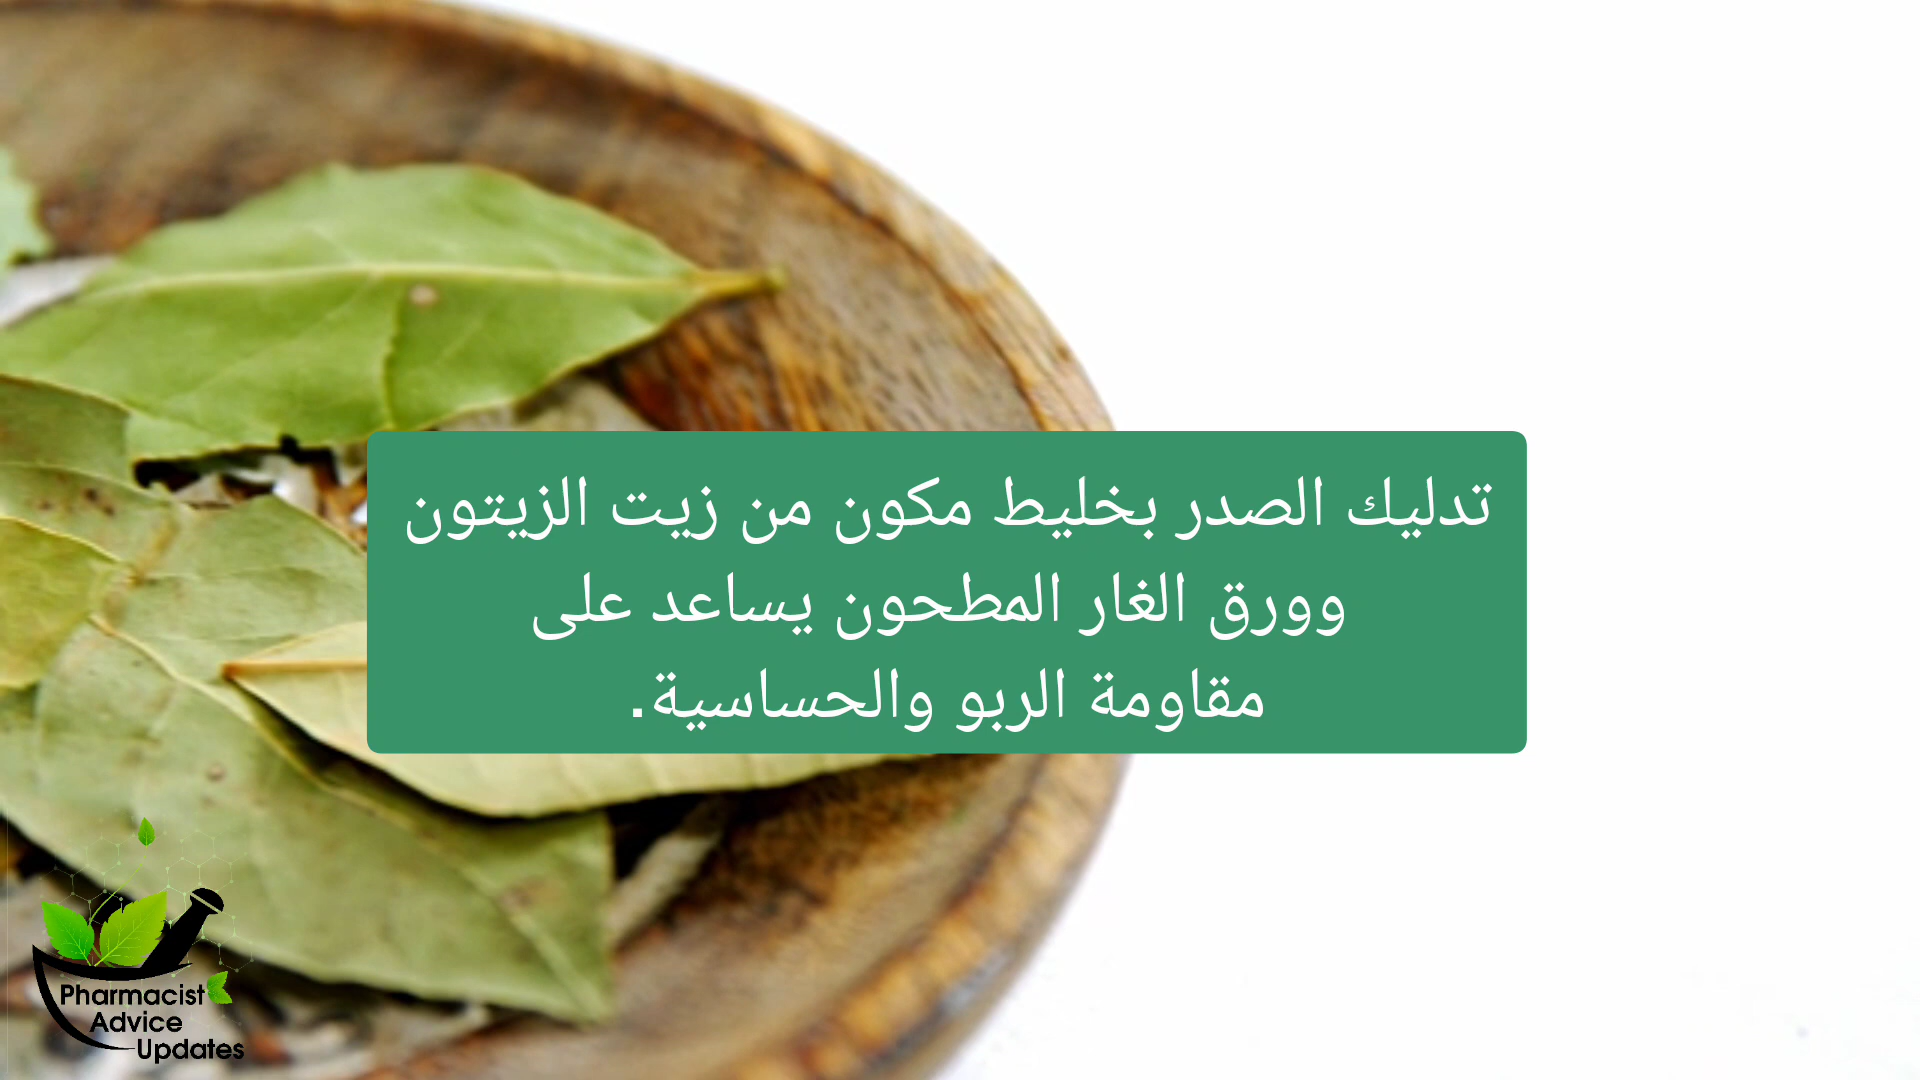 تدليك الصدر بخليط مكون من زيت الزيتون
وورق الغار المطحون يساعد على
مقاومة الربو والحساسية.
Pharmacist
Advice
Updates